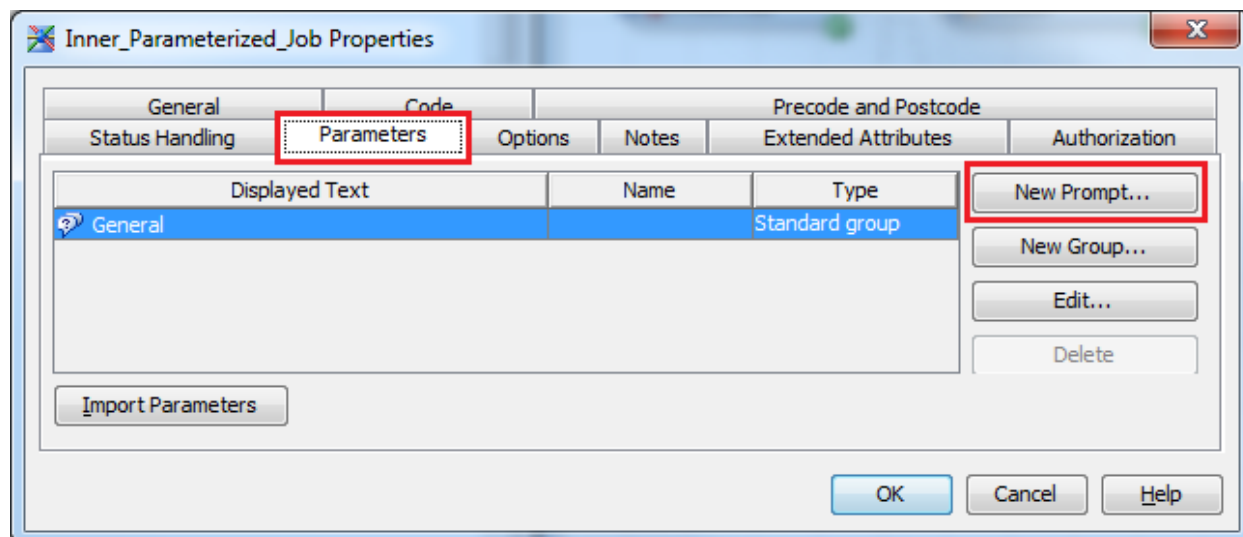 Inner_Parameterized_Job Properties
General Code Precode and Postcode
Status Handling Parameters Options Notes Extended Attributes Authorization
Displayed Text Name Type
General Standard group
New Prompt...
New Group...
Edit...
Delete
Import Parameters
OK Cancel Help